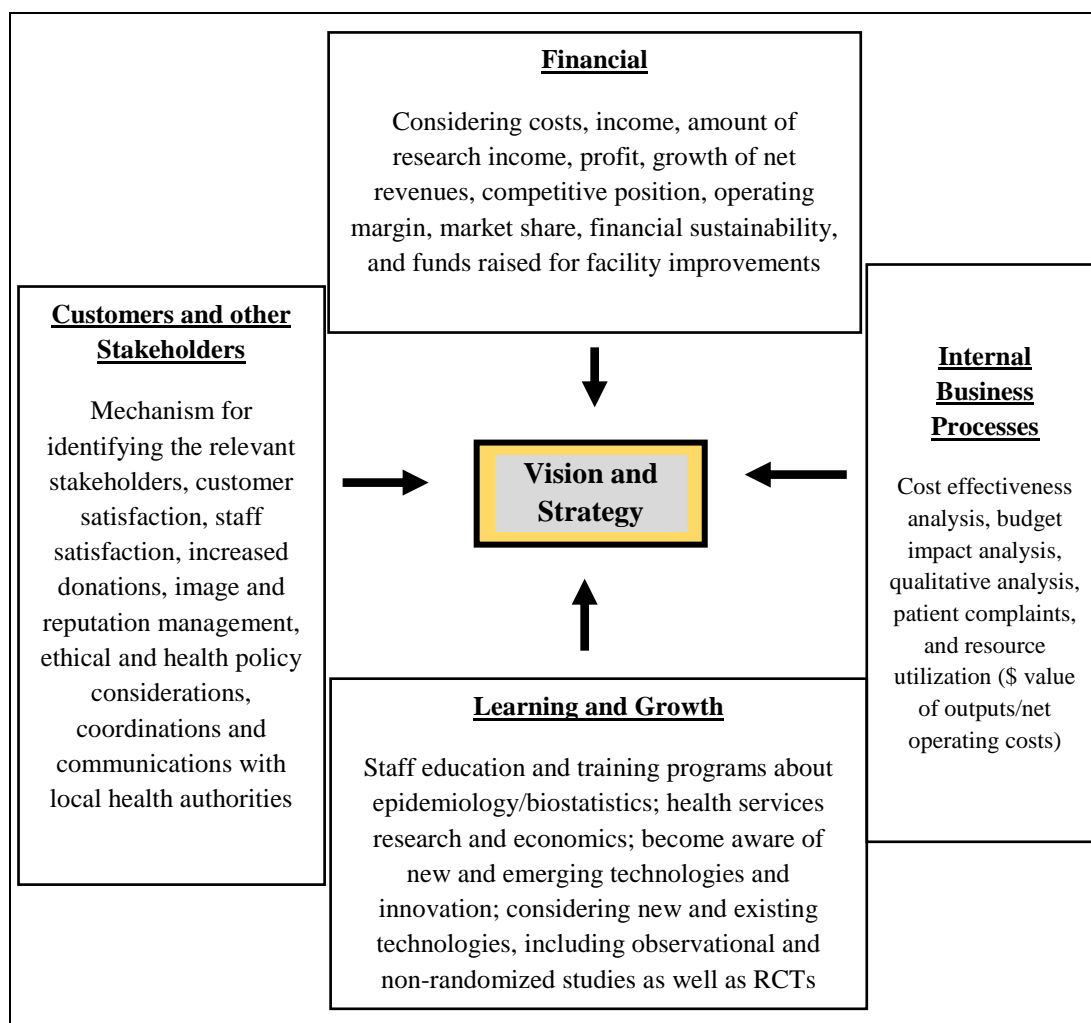 Financial
Considering costs, income, amount of
research income, profit, growth of net
revenues, competitive position, operating
margin, market share, financial sustainability,
and funds raised for facility improvements
Customers and other
Stakeholders
Mechanism for
identifying the relevant
stakeholders, customer
satisfaction, staff
satisfaction, increased
donations, image and
reputation management,
ethical and health policy
considerations,
coordinations and
communications with
local health authorities
Vision and
Strategy
Internal
Business
Processes
Cost effectiveness
analysis, budget
impact analysis,
qualitative analysis,
patient complaints,
and resource
utilization ($ value
of outputs/net
operating costs)
Learning and Growth
Staff education and training programs about
epidemiology/biostatistics; health services
research and economics; become aware of
new and emerging technologies and
innovation; considering new and existing
technologies, including observational and
non-randomized studies as well as RCTs